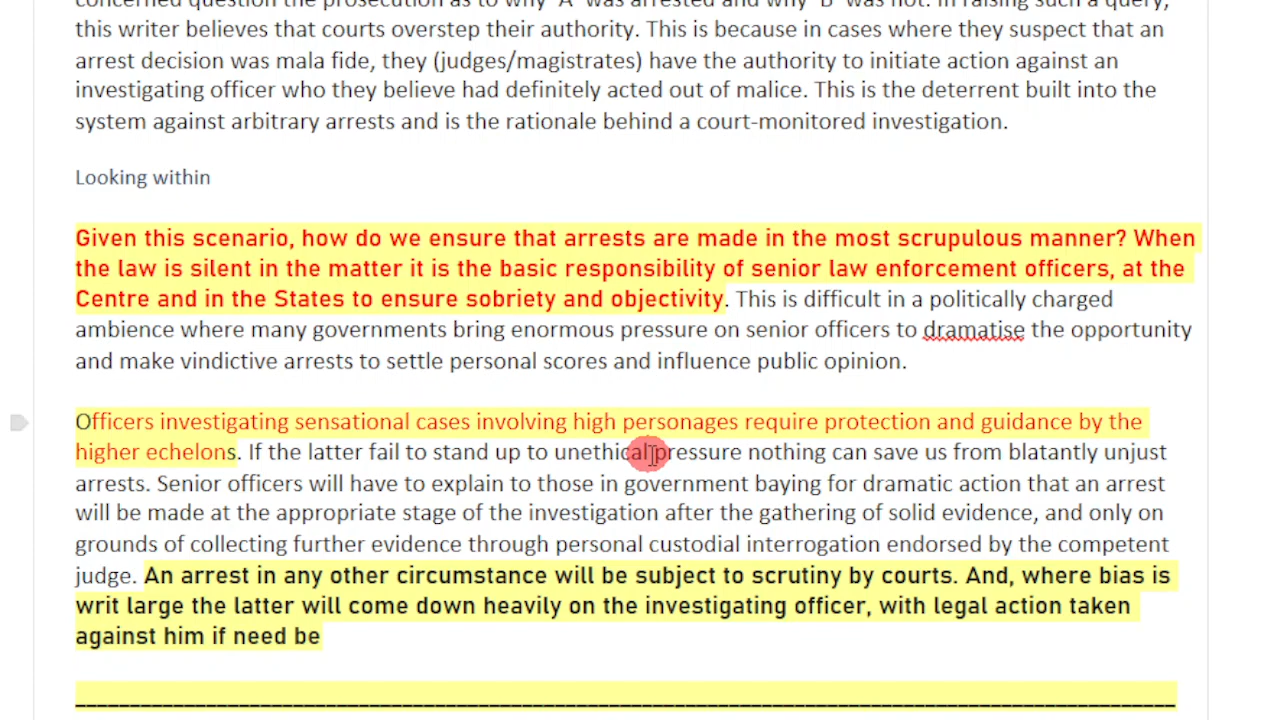 concerned question the prosecution as to why 'A' was arrested and why 'B' was not. In raising such a query,
this writer believes that courts overstep their authority. This is because in cases where they suspect that an
arrest decision was mala fide, they (judges/magistrates) have the authority to initiate action against an
investigating officer who they believe had definitely acted out of malice. This is the deterrent built into the
system against arbitrary arrests and is the rationale behind a court-monitored investigation.
Looking within
Given this scenario, how do we ensure that arrests are made in the most scrupulous manner? When
the law is silent in the matter it is the basic responsibility of senior law enforcement officers, at the
Centre and in the States to ensure sobriety and objectivity. This is difficult in a politically charged
ambience where many governments bring enormous pressure on senior officers to dramatise the opportunity
and make vindictive arrests to settle personal scores and influence public opinion.
Officers investigating sensational cases involving high personages require protection and guidance by the
higher echelons. If the latter fail to stand up to unethical pressure nothing can save us from blatantly unjust
arrests. Senior officers will have to explain to those in government baying for dramatic action that an arrest
will be made at the appropriate stage of the investigation after the gathering of solid evidence, and only on
grounds of collecting further evidence through personal custodial interrogation endorsed by the competent
judge. An arrest in any other circumstance will be subject to scrutiny by courts. And, where bias is
writ large the latter will come down heavily on the investigating officer, with legal action taken
against him if need be